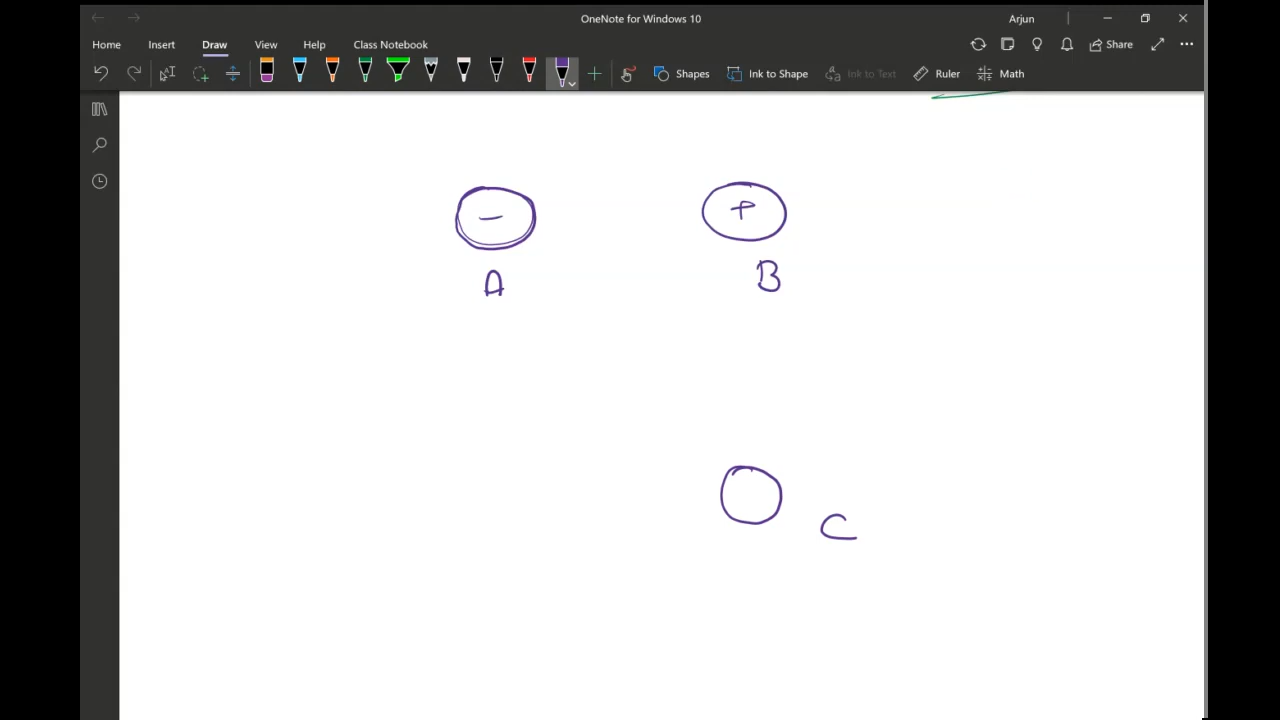 OneNote for Windows 10
Arjun
Home Insert Draw View Help Class Notebook
Share
Shapes Ink to Shape Ink to Text Ruler Math
− +
A B
C